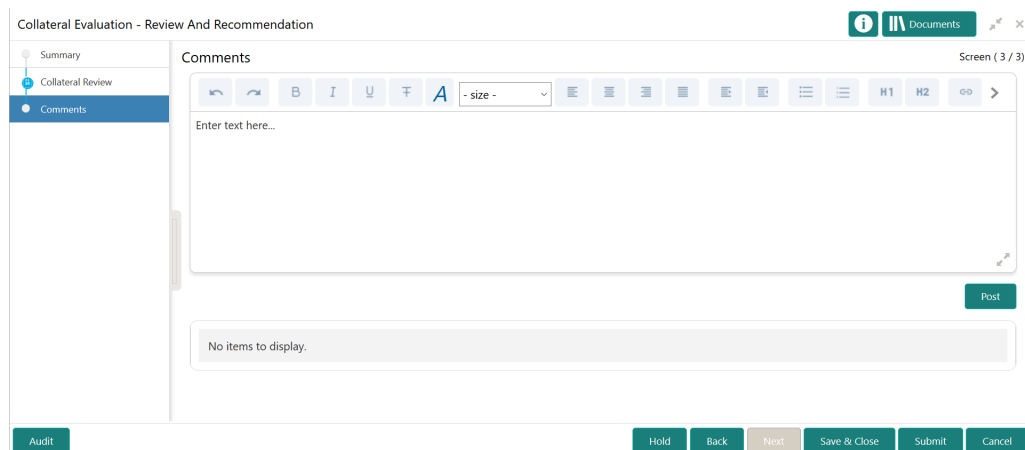 Collateral Evaluation - Review And Recommendation
Documents
Summary
Collateral Review
Comments
Comments
Screen ( 3 / 3)
B I U T A - size - H1 H2
Enter text here...
Post
No items to display.
Audit
Hold Back Next Save & Close Submit Cancel